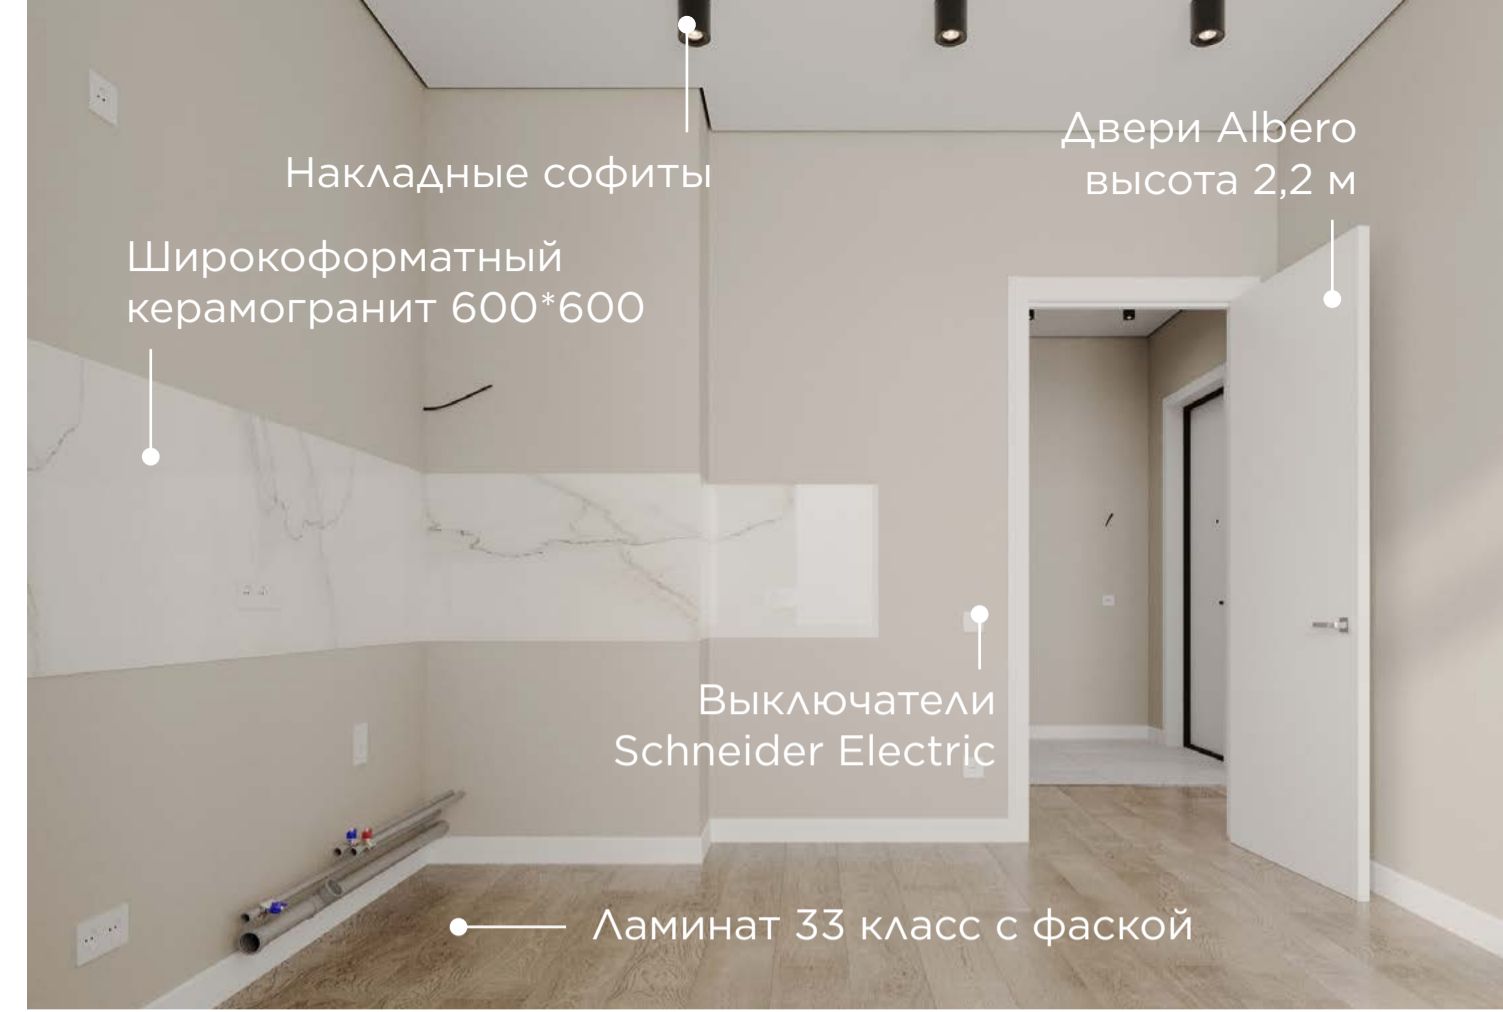 Накладные софиты
Двери Albero
высота 2,2 м
Широкоформатный
керамогранит 600*600
Выключатели
Schneider Electric
Ламинат 33 класс с фаской